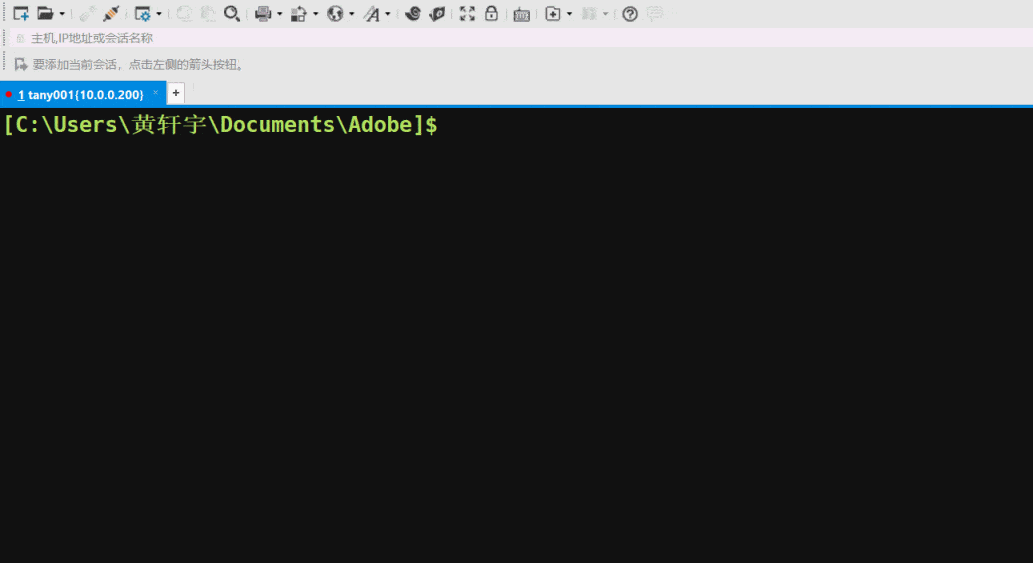 主机,IP地址或会话名称
要添加当前会话，点击左侧的箭头按钮。
1 tany001{10.0.0.200} × +
[C:\Users\黄轩宇\Documents\Adobe]$